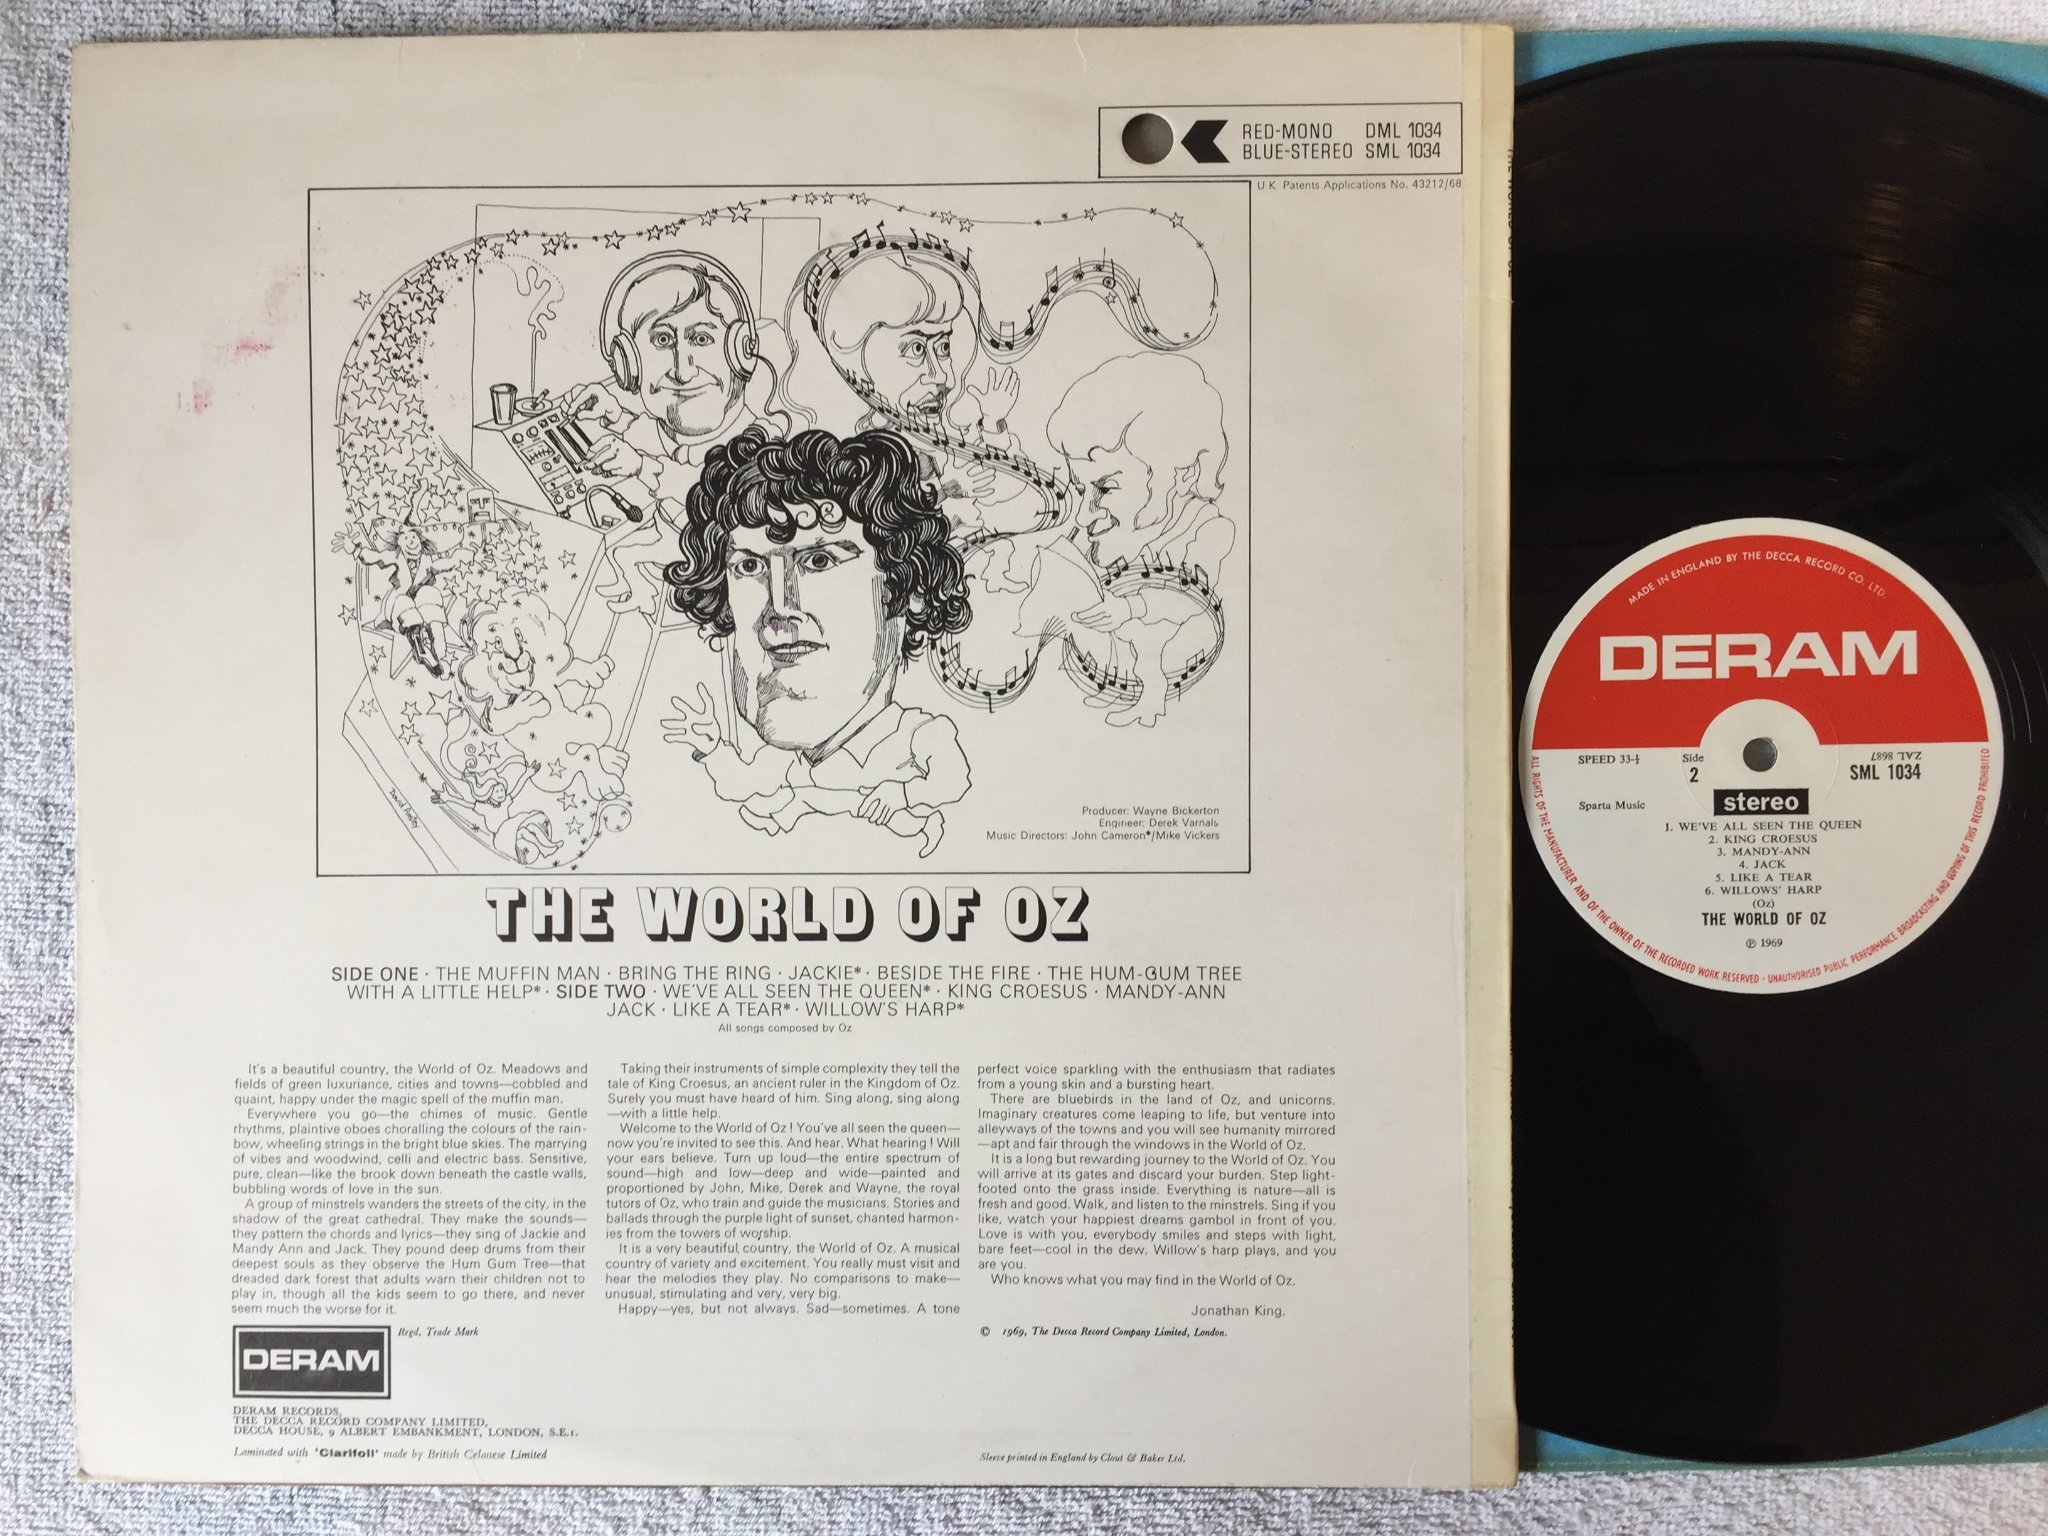 RED-MONO DML 1034
BLUE-STEREO SML 1034
U K. Patents Applications No. 43212/68
Producer: Wayne Bickerton
Engineer: Derek Varnals
Music Directors: John Cameron*/Mike Vickers
THE WORLD OF OZ
SIDE ONE · THE MUFFIN MAN · BRING THE RING · JACKIE* · BESIDE THE FIRE · THE HUM-GUM TREE
WITH A LITTLE HELP* · SIDE TWO · WE'VE ALL SEEN THE QUEEN* · KING CROESUS · MANDY-ANN
JACK · LIKE A TEAR* · WILLOW'S HARP*
All songs composed by Oz
It's a beautiful country, the World of Oz. Meadows and
fields of green luxuriance, cities and towns—cobbled and
quaint, happy under the magic spell of the muffin man.
Everywhere you go—the chimes of music. Gentle
rhythms, plaintive oboes choralling the colours of the rain-
bow, wheeling strings in the bright blue skies. The marrying
of vibes and woodwind, celli and electric bass. Sensitive,
pure, clean—like the brook down beneath the castle walls,
bubbling words of love in the sun.
A group of minstrels wanders the streets of the city, in the
shadow of the great cathedral. They make the sounds—
they pattern the chords and lyrics—they sing of Jackie and
Mandy Ann and Jack. They pound deep drums from their
deepest souls as they observe the Hum Gum Tree—that
dreaded dark forest that adults warn their children not to
play in, though all the kids seem to go there, and never
seem much the worse for it.
Taking their instruments of simple complexity they tell the
tale of King Croesus, an ancient ruler in the Kingdom of Oz.
Surely you must have heard of him. Sing along, sing along
—with a little help.
Welcome to the World of Oz ! You've all seen the queen—
now you're invited to see this. And hear. What hearing ! Will
your ears believe. Turn up loud—the entire spectrum of
sound—high and low—deep and wide—painted and
proportioned by John, Mike, Derek and Wayne, the royal
tutors of Oz, who train and guide the musicians. Stories and
ballads through the purple light of sunset, chanted harmon-
ies from the towers of worship.
It is a very beautiful country, the World of Oz. A musical
country of variety and excitement. You really must visit and
hear the melodies they play. No comparisons to make—
unusual, stimulating and very, very big.
Happy—yes, but not always. Sad—sometimes. A tone
perfect voice sparkling with the enthusiasm that radiates
from a young skin and a bursting heart.
There are bluebirds in the land of Oz, and unicorns.
Imaginary creatures come leaping to life, but venture into
alleyways of the towns and you will see humanity mirrored
—apt and fair through the windows in the World of Oz.
It is a long but rewarding journey to the World of Oz. You
will arrive at its gates and discard your burden. Step light-
footed onto the grass inside. Everything is nature—all is
fresh and good. Walk, and listen to the minstrels. Sing if you
like, watch your happiest dreams gambol in front of you.
Love is with you, everybody smiles and steps with light,
bare feet—cool in the dew. Willow's harp plays, and you
are you.
Who knows what you may find in the World of Oz.
Jonathan King.
DERAM
Regd, Trade Mark
© 1969, The Decca Record Company Limited, London.
DERAM RECORDS,
THE DECCA RECORD COMPANY LIMITED,
DECCA HOUSE, 9 ALBERT EMBANKMENT, LONDON, S.E.1.
Laminated with 'Clarifoil' made by British Celanese Limited
Sleeve printed in England by Clout & Baker Ltd.
MADE IN ENGLAND BY THE DECCA RECORD CO. LTD.
DERAM
SPEED 33⅓
Side
2
ZAL 8687
SML 1034
Sparta Music
stereo
1. WE'VE ALL SEEN THE QUEEN
2. KING CROESUS
3. MANDY-ANN
4. JACK
5. LIKE A TEAR
6. WILLOWS' HARP
(Oz)
THE WORLD OF OZ
℗ 1969
ALL RIGHTS OF THE MANUFACTURER AND OF THE OWNER OF THE RECORDED WORK RESERVED · UNAUTHORISED PUBLIC PERFORMANCE BROADCASTING AND COPYING OF THIS RECORD PROHIBITED